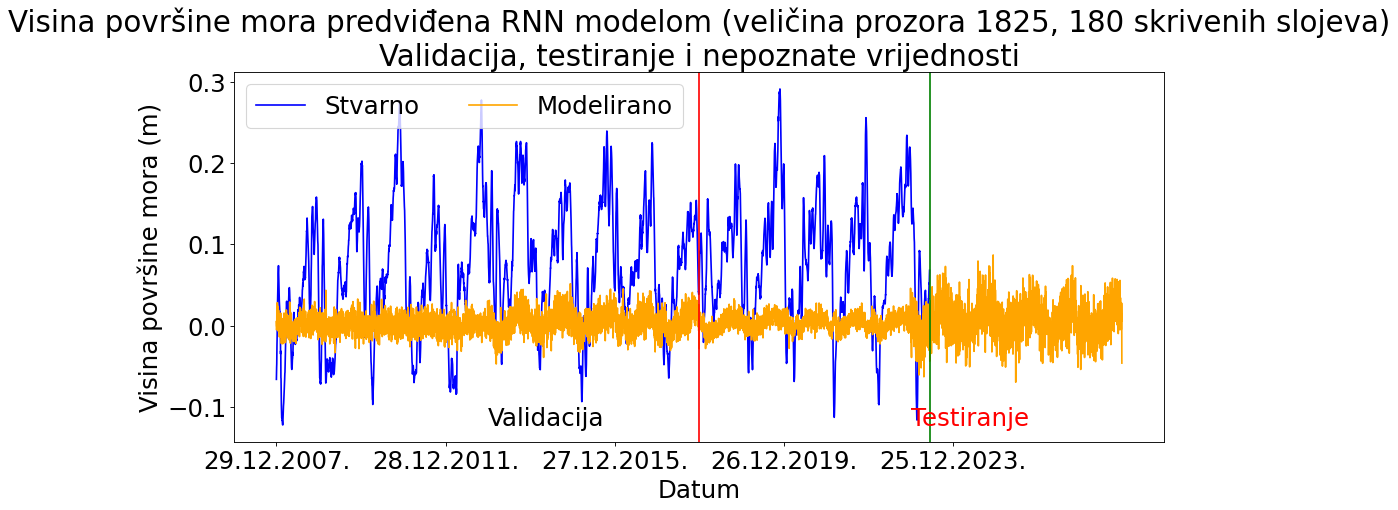 Visina površine mora predviđena RNN modelom (veličina prozora 1825, 180 skrivenih slojeva)
Validacija, testiranje i nepoznate vrijednosti
Stvarno
Modelirano
Visina površine mora (m)
0.3
0.2
0.1
0.0
−0.1
Validacija
Testiranje
29.12.2007.
28.12.2011.
27.12.2015.
26.12.2019.
25.12.2023.
Datum